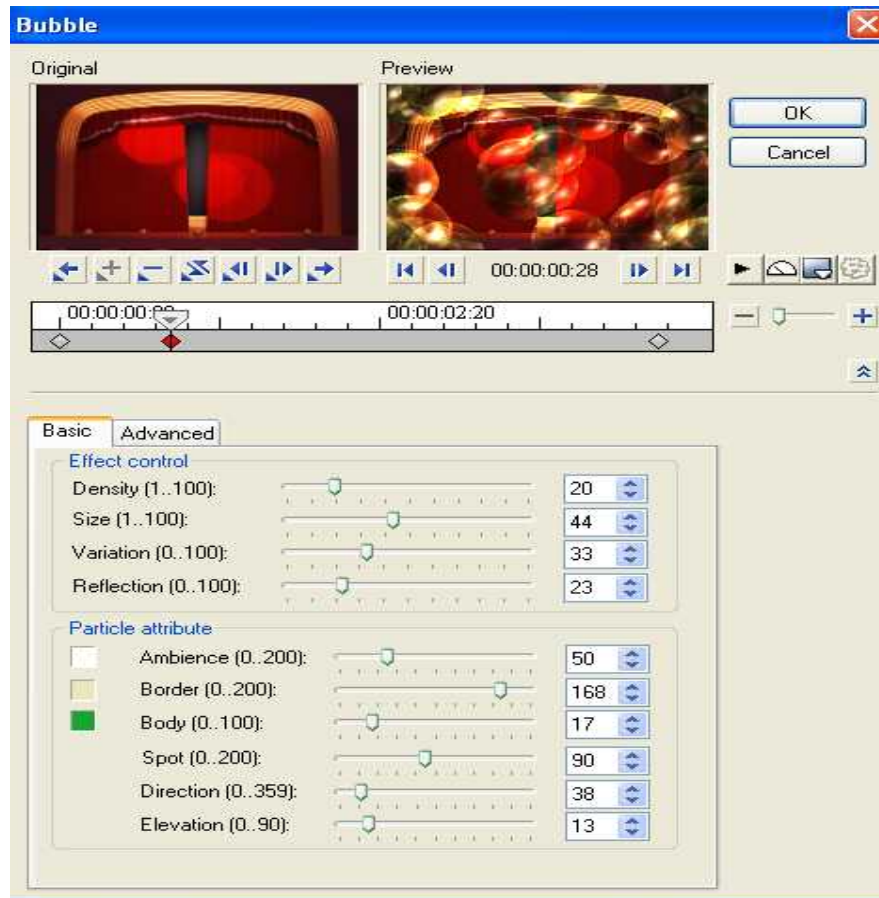 Bubble
Original Preview
OK
Cancel
00:00:00:28
00:00:02:20
Basic Advanced
Effect control
Density (1..100): 20
Size (1..100): 44
Variation (0..100): 33
Reflection (0..100): 23
Particle attribute
Ambience (0..200): 50
Border (0..200): 168
Body (0..100): 17
Spot (0..200): 90
Direction (0..359): 38
Elevation (0..90): 13